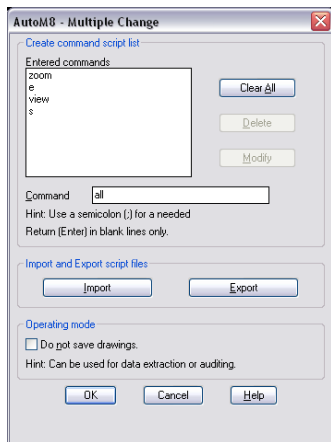 AutoM8 - Multiple Change
Create command script list
Entered commands
zoom
e
view
s
Clear All
Delete
Modify
Command all
Hint: Use a semicolon (;) for a needed
Return (Enter) in blank lines only.
Import and Export script files
Import Export
Operating mode
Do not save drawings.
Hint: Can be used for data extraction or auditing.
OK Cancel Help